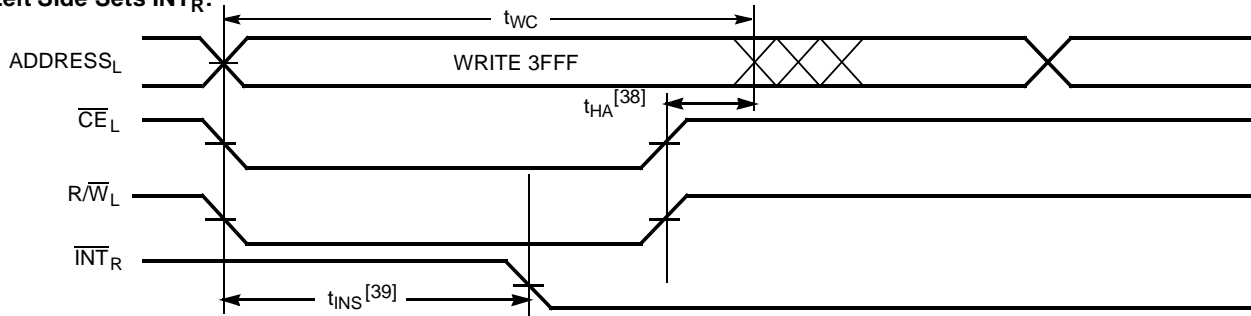 Left Side Sets INTR:
tWC
ADDRESSL
WRITE 3FFF
tHA[38]
CEL
R/WL
INTR
tINS[39]